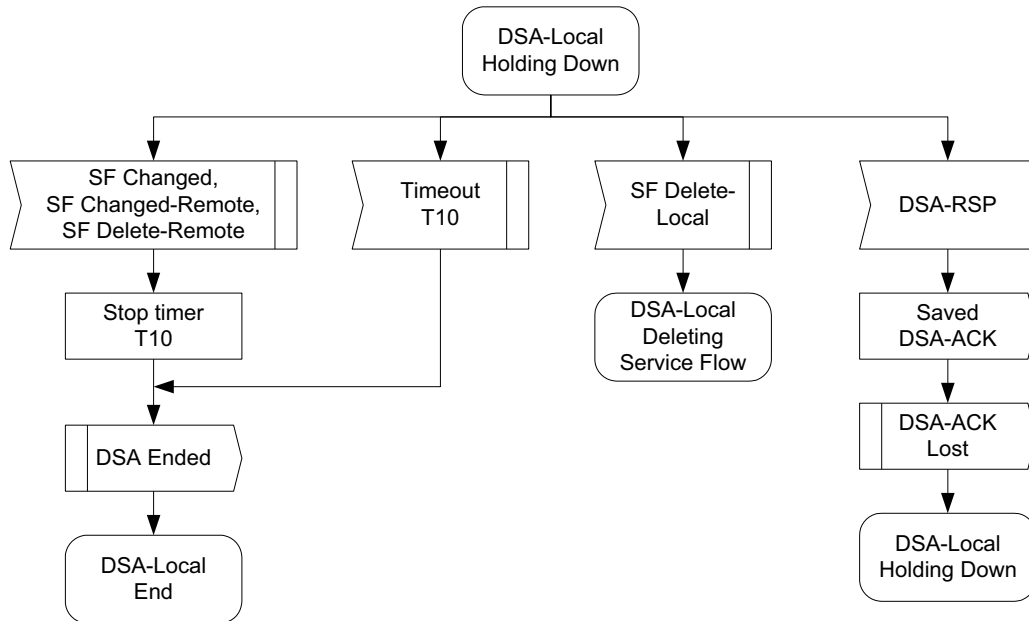 DSA-Local
Holding Down
SF Changed,
SF Changed-Remote,
SF Delete-Remote
Timeout
T10
SF Delete-
Local
DSA-RSP
Stop timer
T10
DSA-Local
Deleting
Service Flow
Saved
DSA-ACK
DSA Ended
DSA-ACK
Lost
DSA-Local
End
DSA-Local
Holding Down